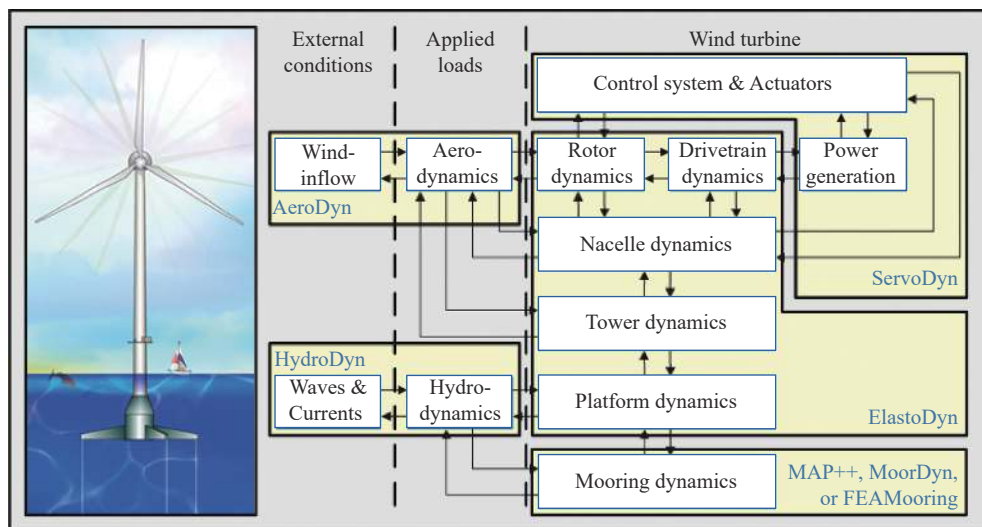 External
conditions
Applied
loads
Wind turbine
Control system & Actuators
Wind-
inflow
Aero-
dynamics
Rotor
dynamics
Drivetrain
dynamics
Power
generation
AeroDyn
Nacelle dynamics
ServoDyn
Tower dynamics
HydroDyn
Waves &
Currents
Hydro-
dynamics
Platform dynamics
ElastoDyn
Mooring dynamics
MAP++, MoorDyn,
or FEAMooring